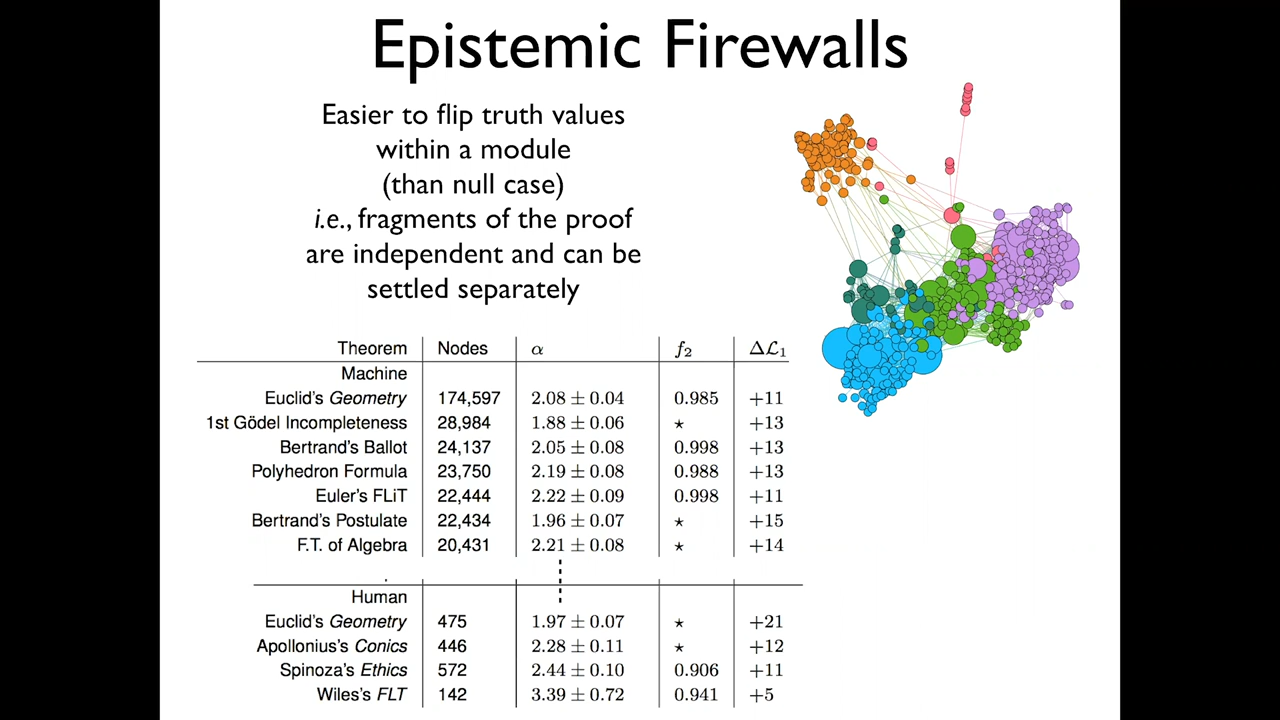 Epistemic Firewalls
Easier to flip truth values
within a module
(than null case)
i.e., fragments of the proof
are independent and can be
settled separately
Theorem Nodes α f₂ Δℒ₁
Machine
Euclid's Geometry 174,597 2.08 ± 0.04 0.985 +11
1st Gödel Incompleteness 28,984 1.88 ± 0.06 ⋆ +13
Bertrand's Ballot 24,137 2.05 ± 0.08 0.998 +13
Polyhedron Formula 23,750 2.19 ± 0.08 0.988 +13
Euler's FLiT 22,444 2.22 ± 0.09 0.998 +11
Bertrand's Postulate 22,434 1.96 ± 0.07 ⋆ +15
F.T. of Algebra 20,431 2.21 ± 0.08 ⋆ +14
Human
Euclid's Geometry 475 1.97 ± 0.07 ⋆ +21
Apollonius's Conics 446 2.28 ± 0.11 ⋆ +12
Spinoza's Ethics 572 2.44 ± 0.10 0.906 +11
Wiles's FLT 142 3.39 ± 0.72 0.941 +5